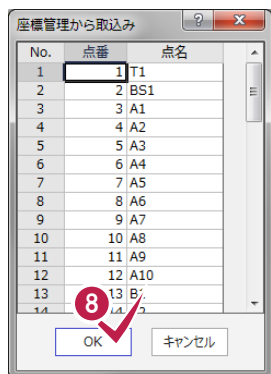 座標管理から取込み
No. 点番 点名
1 1 T1
2 2 BS1
3 3 A1
4 4 A2
5 5 A3
6 6 A4
7 7 A5
8 8 A6
9 9 A7
10 10 A8
11 11 A9
12 12 A10
13 13
14
8
OK キャンセル